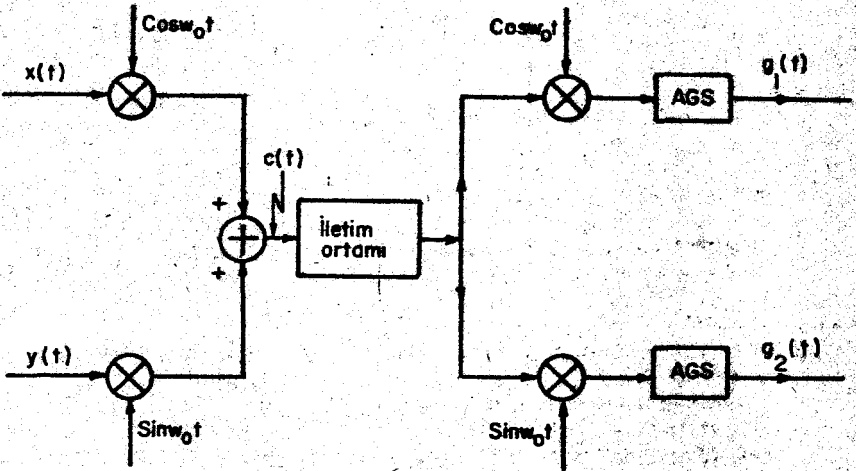 Cosw₀t
x(t)
c(t)
+
+
İletim
ortamı
y(t)
Sinw₀t
Cosw₀t
AGS
g₁(t)
Sinw₀t
AGS
g₂(t)